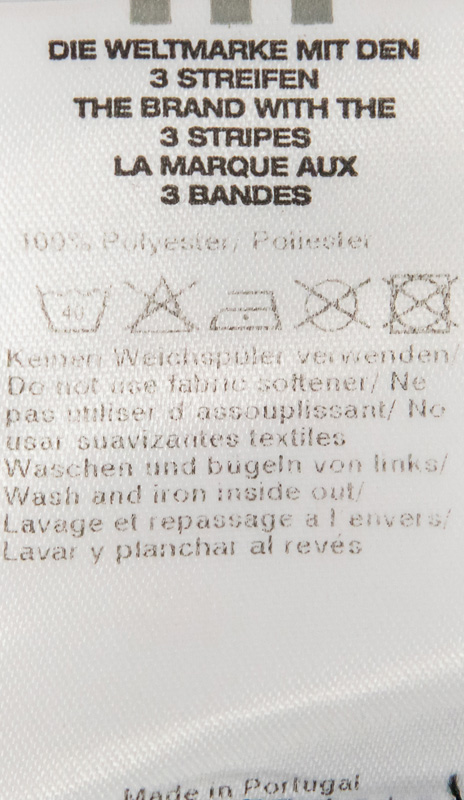 DIE WELTMARKE MIT DEN
3 STREIFEN
THE BRAND WITH THE
3 STRIPES
LA MARQUE AUX
3 BANDES
100% Polyester/ Poliester
40
Keinen Weichspüler verwenden/
Do not use fabric softener/ Ne
pas utiliser d'assouplissant/ No
usar suavizantes textiles
Waschen und bügeln von links/
Wash and iron inside out/
Lavage et repassage a l'envers/
Lavar y planchar al revés
Made in Portugal